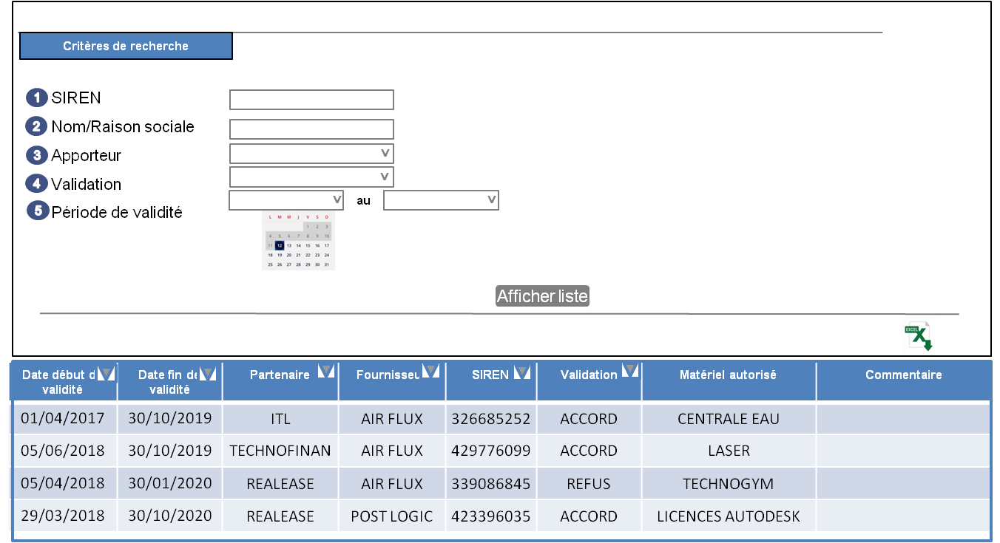 Critères de recherche
1 SIREN
2 Nom/Raison sociale
3 Apporteur
V
4 Validation
V
5 Période de validité
V au V
L M M J V S D
1 2 3
4 5 6 7 8 9 10
11 12 13 14 15 16 17
18 19 20 21 22 23 24
25 26 27 28 29 30 31
Afficher liste
EXCEL X
Date début d Date fin de Partenaire Fournisseu SIREN Validation Matériel autorisé Commentaire
validité validité
01/04/2017 30/10/2019 ITL AIR FLUX 326685252 ACCORD CENTRALE EAU
05/06/2018 30/10/2019 TECHNOFINAN AIR FLUX 429776099 ACCORD LASER
05/04/2018 30/01/2020 REALEASE AIR FLUX 339086845 REFUS TECHNOGYM
29/03/2018 30/10/2020 REALEASE POST LOGIC 423396035 ACCORD LICENCES AUTODESK